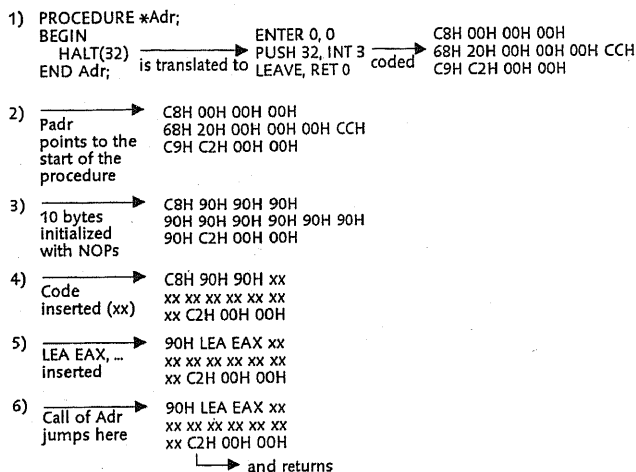 1) PROCEDURE *Adr;
BEGIN
HALT(32)
END Adr;
is translated to
ENTER 0, 0
PUSH 32, INT 3
LEAVE, RET 0
coded
C8H 00H 00H 00H
68H 20H 00H 00H 00H CCH
C9H C2H 00H 00H
2)
Padr
points to the
start of the
procedure
C8H 00H 00H 00H
68H 20H 00H 00H 00H CCH
C9H C2H 00H 00H
3)
10 bytes
initialized
with NOPs
C8H 90H 90H 90H
90H 90H 90H 90H 90H 90H
90H C2H 00H 00H
4)
Code
inserted (xx)
C8H 90H 90H xx
xx xx xx xx xx xx
xx C2H 00H 00H
5)
LEA EAX, ...
inserted
90H LEA EAX xx
xx xx xx xx xx xx
xx C2H 00H 00H
6)
Call of Adr
jumps here
90H LEA EAX xx
xx xx xx xx xx xx
xx C2H 00H 00H
and returns